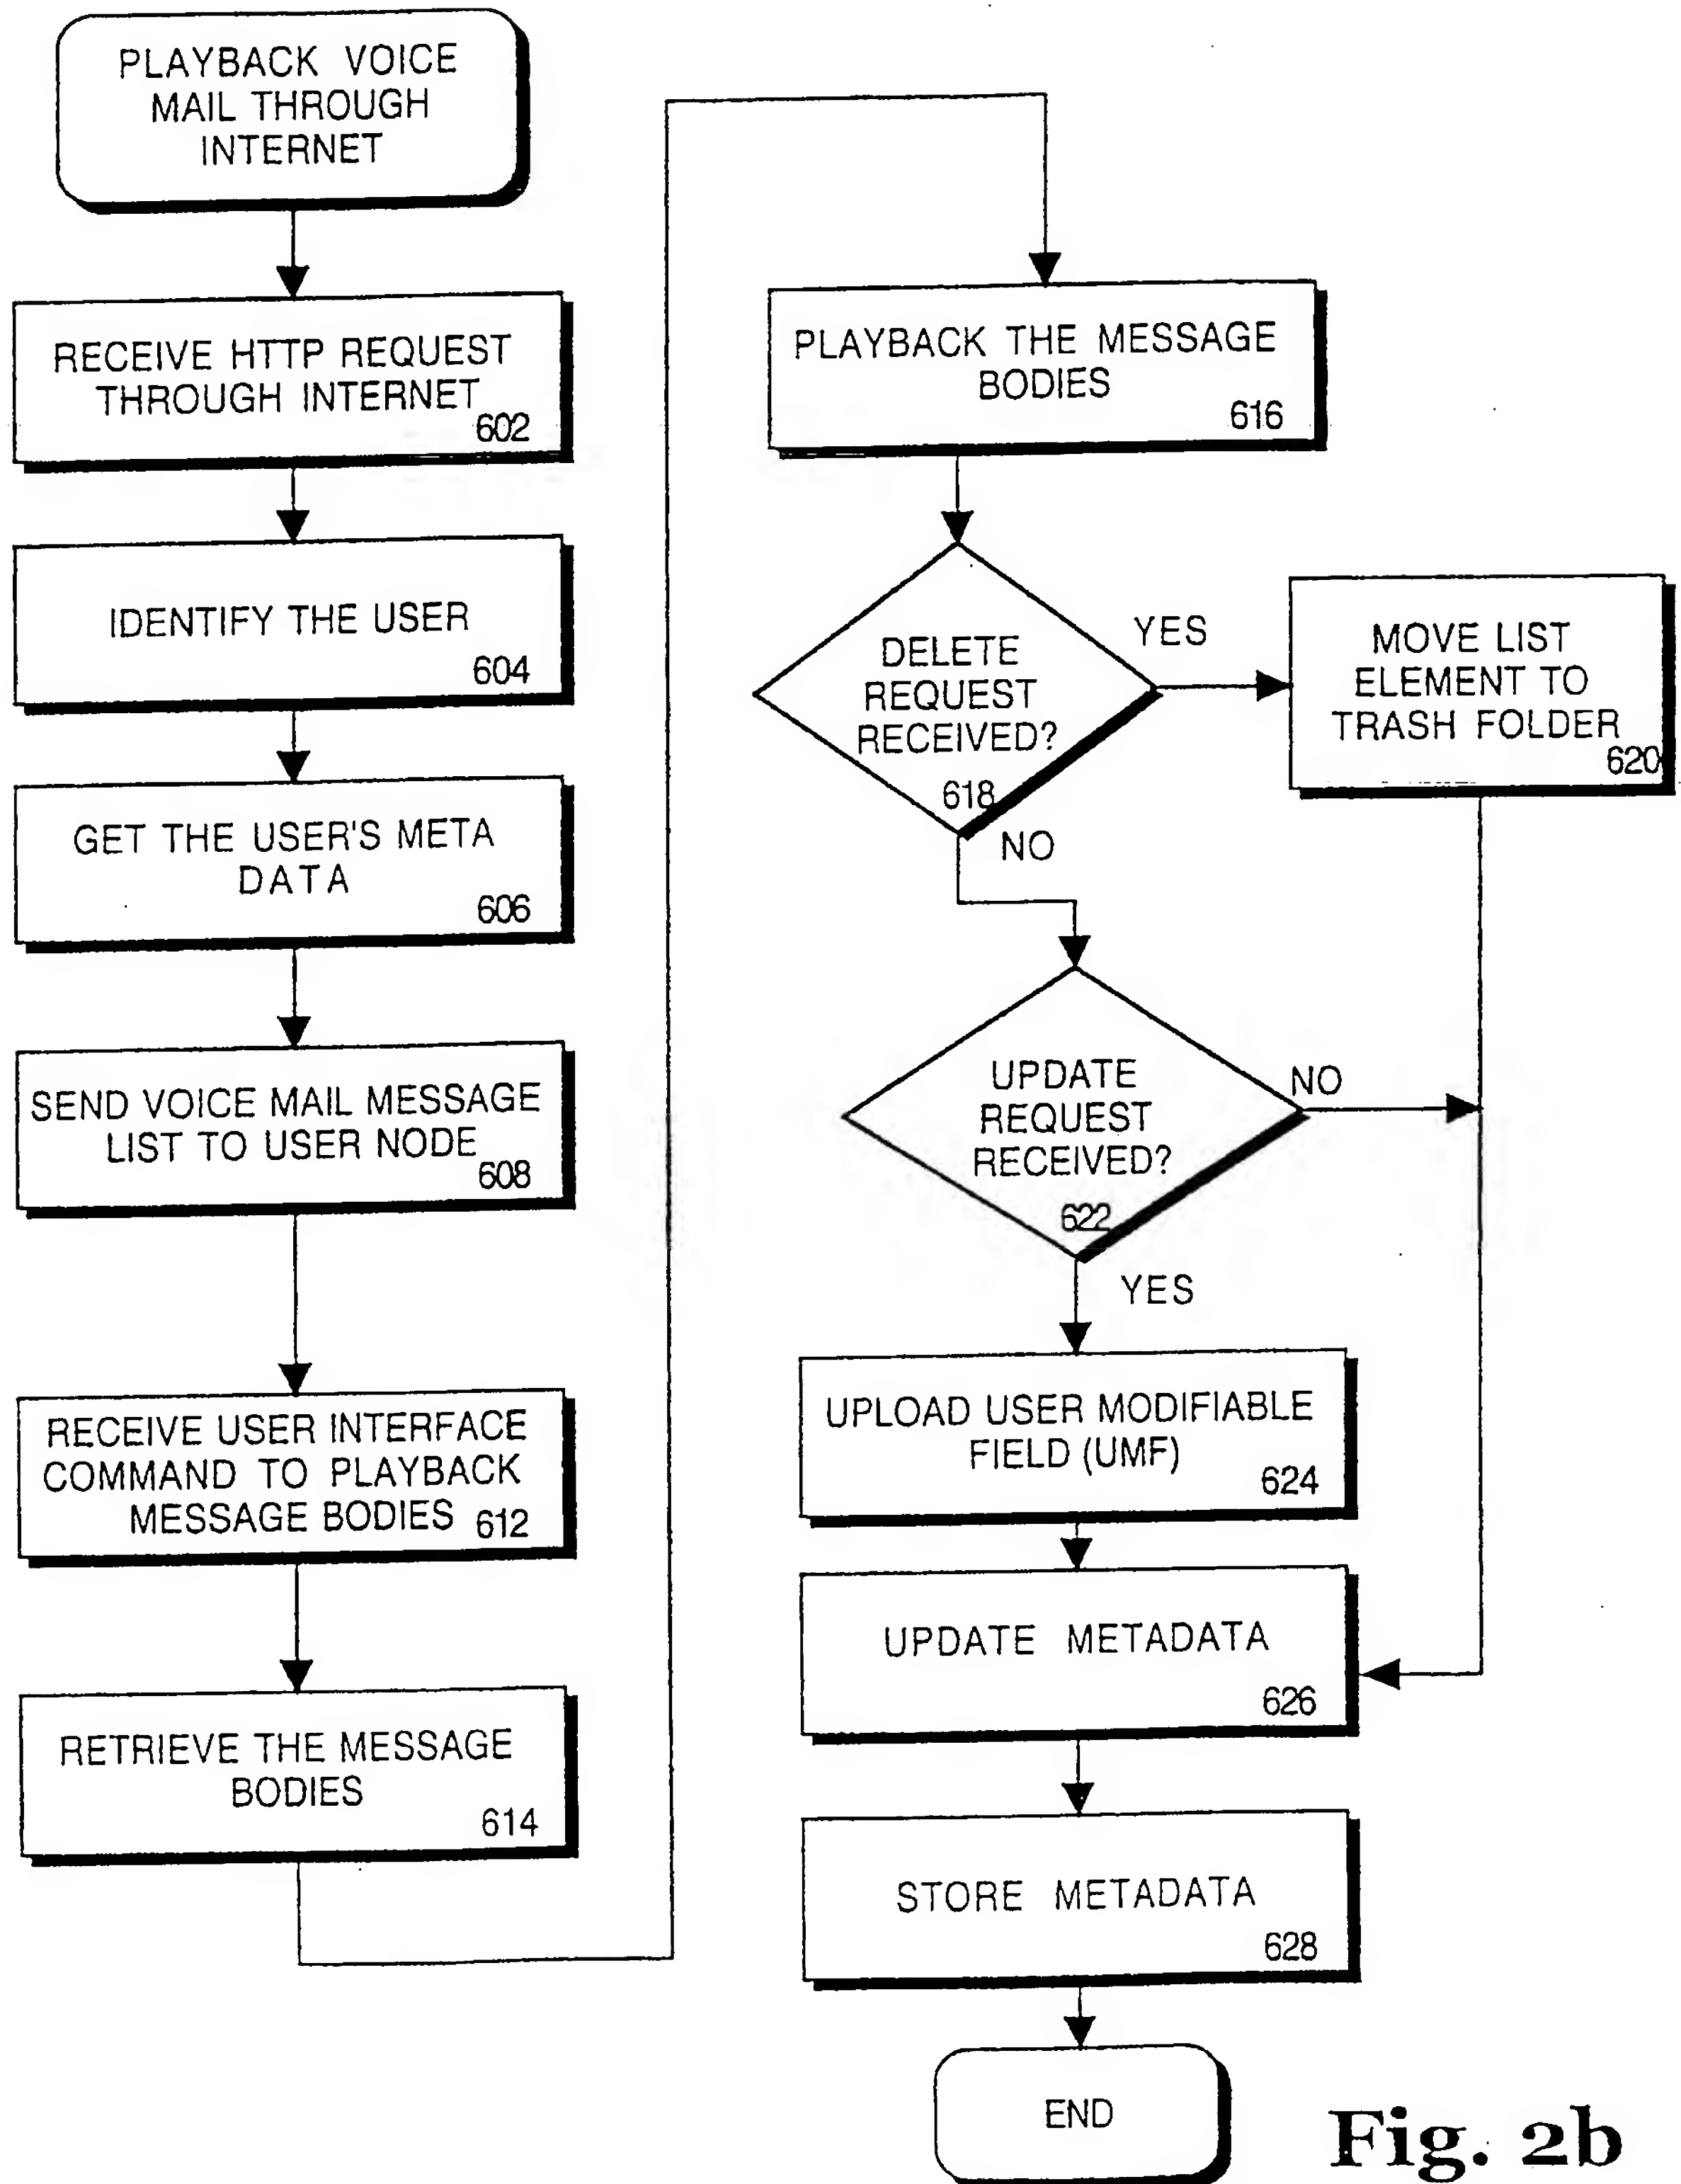 PLAYBACK VOICE
MAIL THROUGH
INTERNET
RECEIVE HTTP REQUEST
THROUGH INTERNET
602
IDENTIFY THE USER
604
GET THE USER'S META
DATA
606
SEND VOICE MAIL MESSAGE
LIST TO USER NODE
608
RECEIVE USER INTERFACE
COMMAND TO PLAYBACK
MESSAGE BODIES 612
RETRIEVE THE MESSAGE
BODIES
614
PLAYBACK THE MESSAGE
BODIES
616
DELETE
REQUEST
RECEIVED?
618
YES
NO
MOVE LIST
ELEMENT TO
TRASH FOLDER
620
UPDATE
REQUEST
RECEIVED?
622
NO
YES
UPLOAD USER MODIFIABLE
FIELD (UMF)
624
UPDATE METADATA
626
STORE METADATA
628
END
Fig. 2b